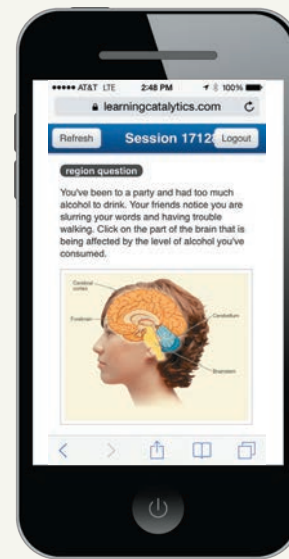 ●●●●● AT&T LTE 2:48 PM 100%
learningcatalytics.com
Refresh Session 1712 Logout
region question
You've been to a party and had too much
alcohol to drink. Your friends notice you are
slurring your words and having trouble
walking. Click on the part of the brain that is
being affected by the level of alcohol you've
consumed.
Cerebral
cortex
Forebrain
Cerebellum
Brainstem